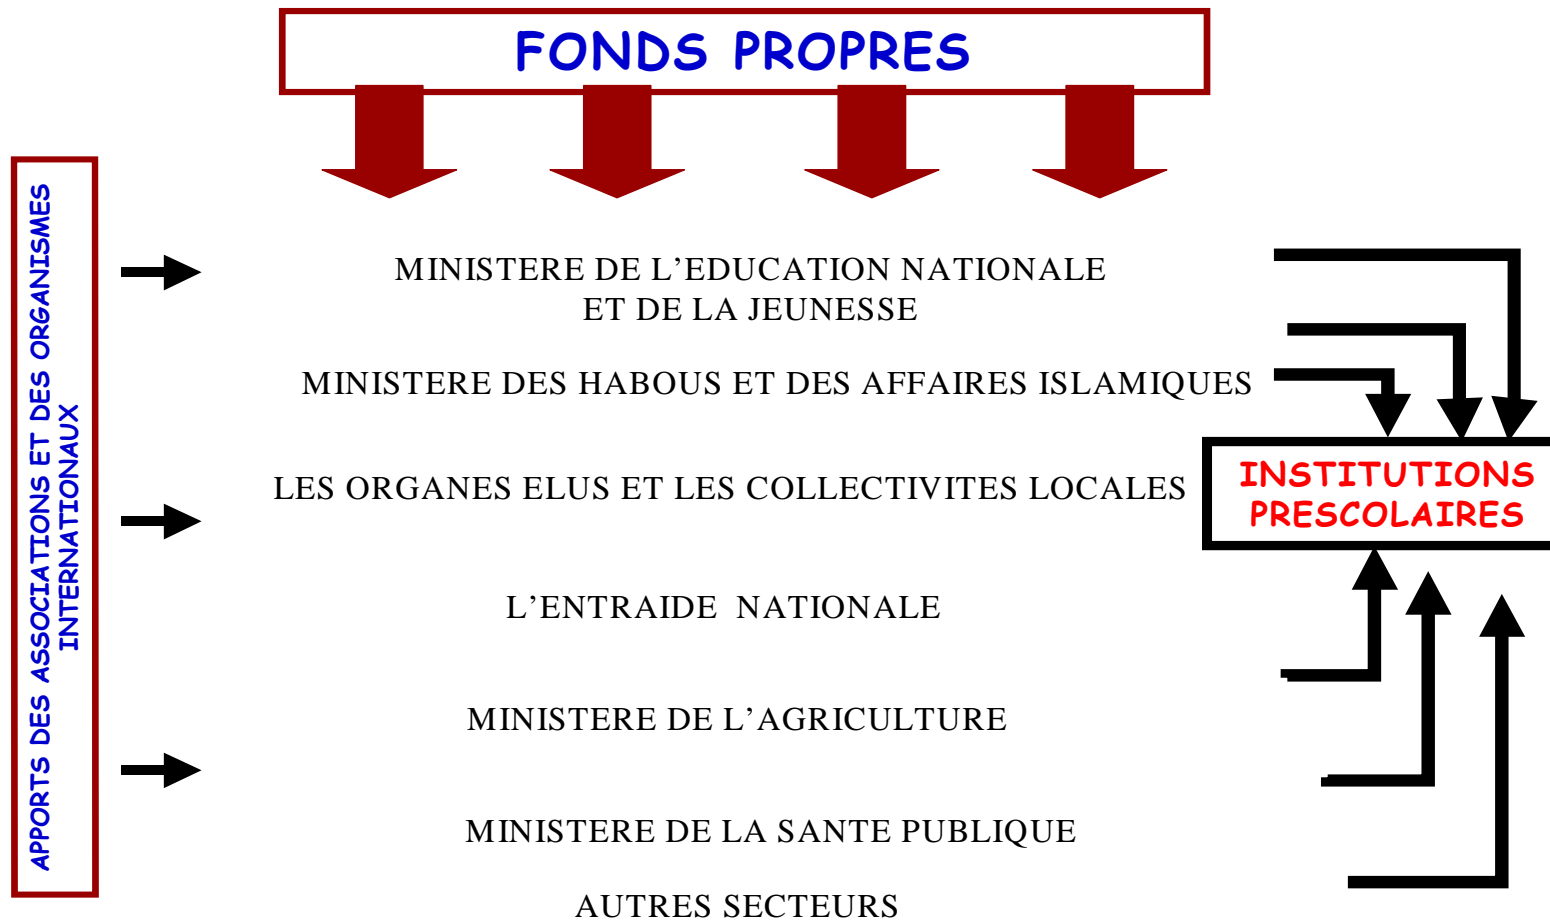 FONDS PROPRES
APPORTS DES ASSOCIATIONS ET DES ORGANISMES
INTERNATIONAUX
MINISTERE DE L'EDUCATION NATIONALE
ET DE LA JEUNESSE
MINISTERE DES HABOUS ET DES AFFAIRES ISLAMIQUES
LES ORGANES ELUS ET LES COLLECTIVITES LOCALES
L'ENTRAIDE NATIONALE
MINISTERE DE L'AGRICULTURE
MINISTERE DE LA SANTE PUBLIQUE
AUTRES SECTEURS
INSTITUTIONS
PRESCOLAIRES